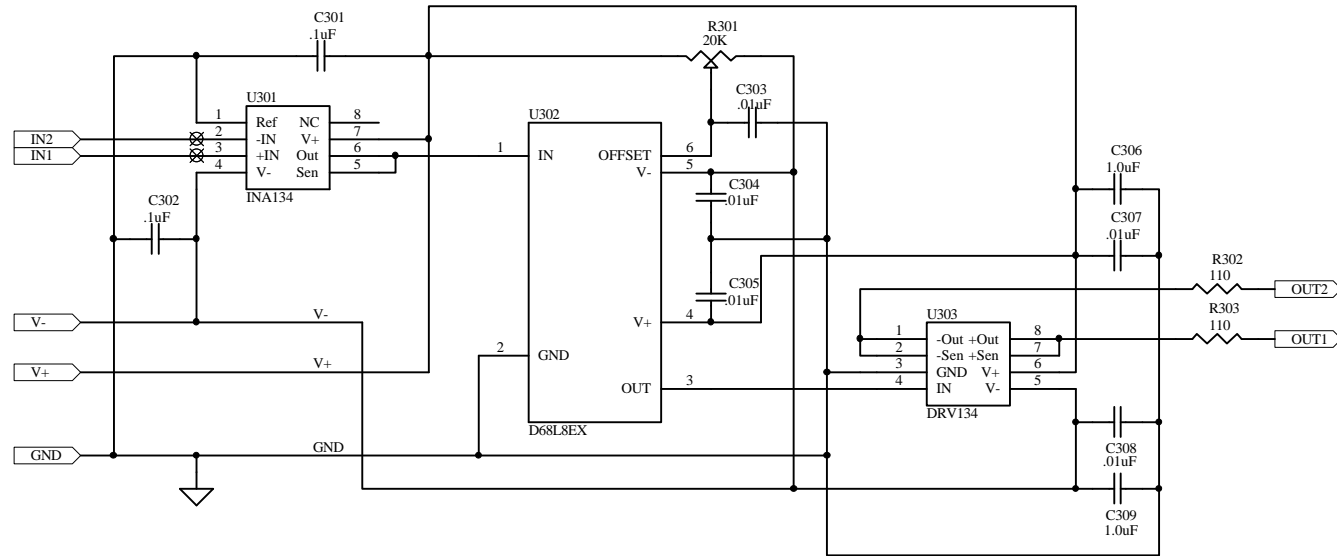 C301
.1uF
R301
20K
C303
.01uF
U301
1 Ref NC 8
2 -IN V+ 7
3 +IN Out 6
4 V- Sen 5
INA134
IN2
IN1
C302
.1uF
U302
1 IN
OFFSET 6
V- 5
C304
.01uF
C305
.01uF
V+ 4
2 GND
OUT 3
D68L8EX
C306
1.0uF
C307
.01uF
R302
110
OUT2
R303
110
OUT1
U303
1 -Out +Out 8
2 -Sen +Sen 7
3 GND V+ 6
4 IN V- 5
DRV134
C308
.01uF
C309
1.0uF
V- V-
V+ V+
GND GND